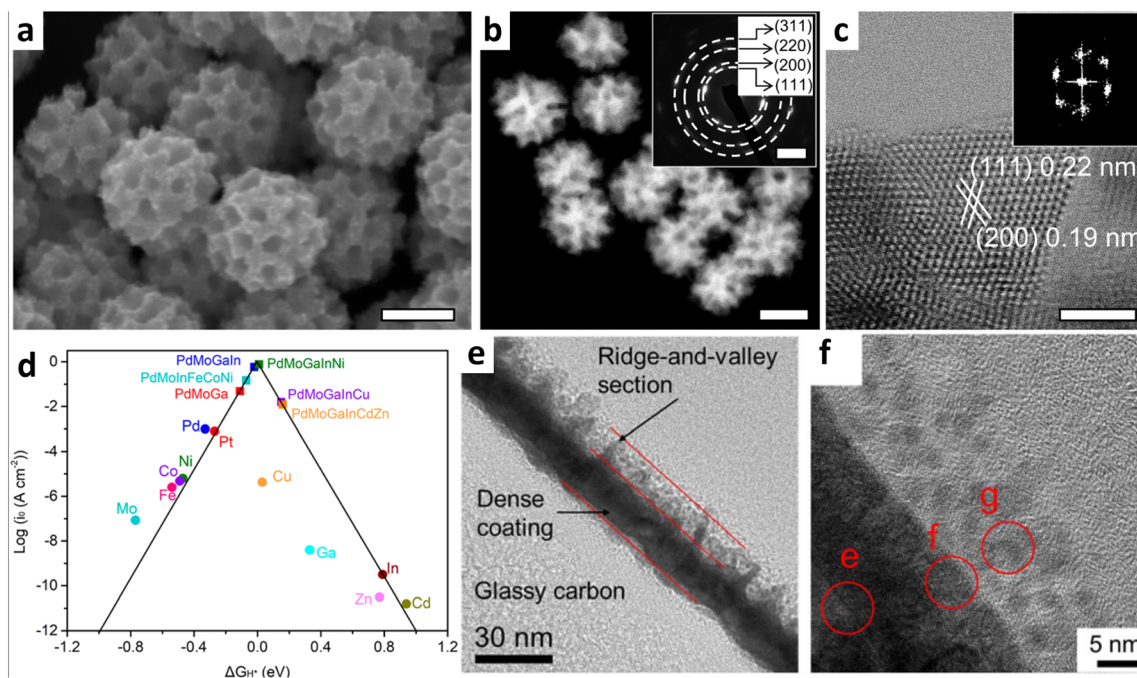 a
b
(311)
(220)
(200)
(111)
c
(111) 0.22 nm
(200) 0.19 nm
d
Log (i₀ (A cm⁻²))
0
-2
-4
-6
-8
-10
-12
-1.2
-0.8
-0.4
0.0
0.4
0.8
1.2
ΔG_H* (eV)
PdMoGaIn
PdMoGaInNi
PdMoInFeCoNi
PdMoGa
PdMoGaInCu
PdMoGaInCdZn
Pd
Pt
Ni
Co
Fe
Mo
Cu
Ga
In
Zn
Cd
e
Ridge-and-valley
section
Dense
coating
Glassy carbon
30 nm
f
e
f
g
5 nm